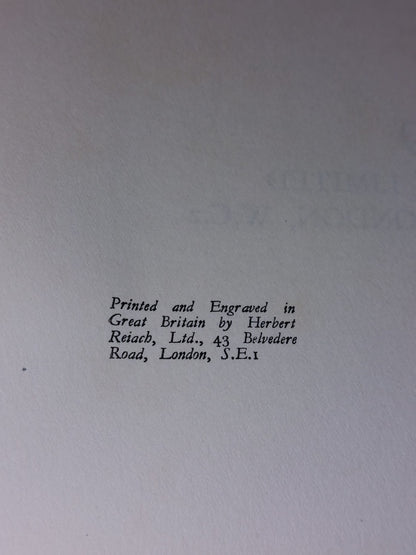 Printed and Engraved in
Great Britain by Herbert
Reiach, Ltd., 43 Belvedere
Road, London, S.E.1